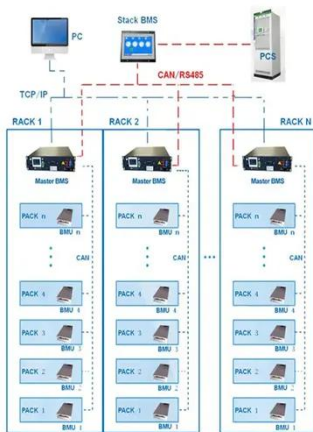 PC
Stack BMS
PCS
CAN/RS485
TCP/IP
RACK 1
RACK 2
RACK N
Master BMS
Master BMS
Master BMS
PACK n
PACK n
PACK n
BMU n
BMU n
BMU n
CAN
CAN
CAN
PACK 4
PACK 4
PACK 4
BMU 4
BMU 4
BMU 4
PACK 3
PACK 3
PACK 3
BMU 3
BMU 3
BMU
PACK 2
PACK 2
PACK 2
BMU 2
BMU 2
BMU
PACK 1
PACK 1
PACK 1
BMU 1
BMU 1
BMU 1